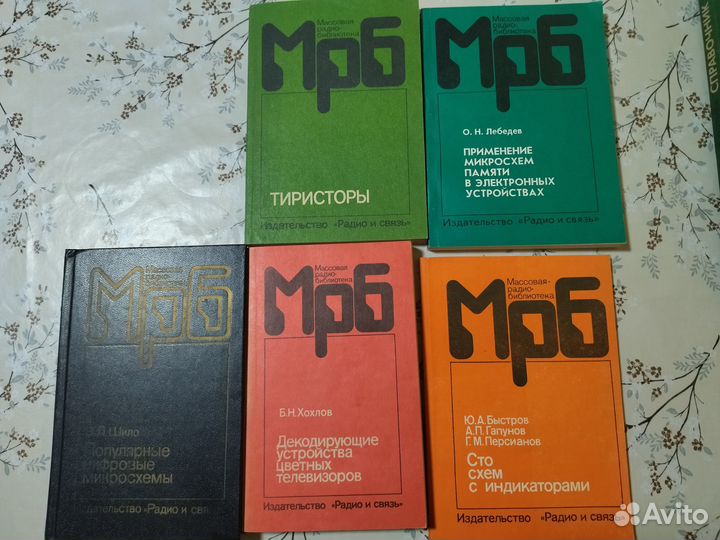 Массовая
радио-
библиотека
Мрб
ТИРИСТОРЫ
Издательство «Радио и связь»
Массовая
радио-
библиотека
Мрб
О. Н. Лебедев
ПРИМЕНЕНИЕ
МИКРОСХЕМ
ПАМЯТИ
В ЭЛЕКТРОННЫХ
УСТРОЙСТВАХ
Издательство «Радио и связь»
СПРАВОЧНИК
Массовая
радио-
библиотека
Мрб
Шило
Популярные
цифровые
микросхемы
Издательство «Радио и связь»
Массовая
радио-
библиотека
Мрб
Б.Н.Хохлов
Декодирующие
устройства
цветных
телевизоров
Издательство «Радио и связь»
Массовая-
радио-
библиотека
Мрб
Ю.А.Быстров
А.П.Гапунов
Г.М.Персианов
Сто
схем
с индикаторами
Издательство «Радио и связь»
Avito